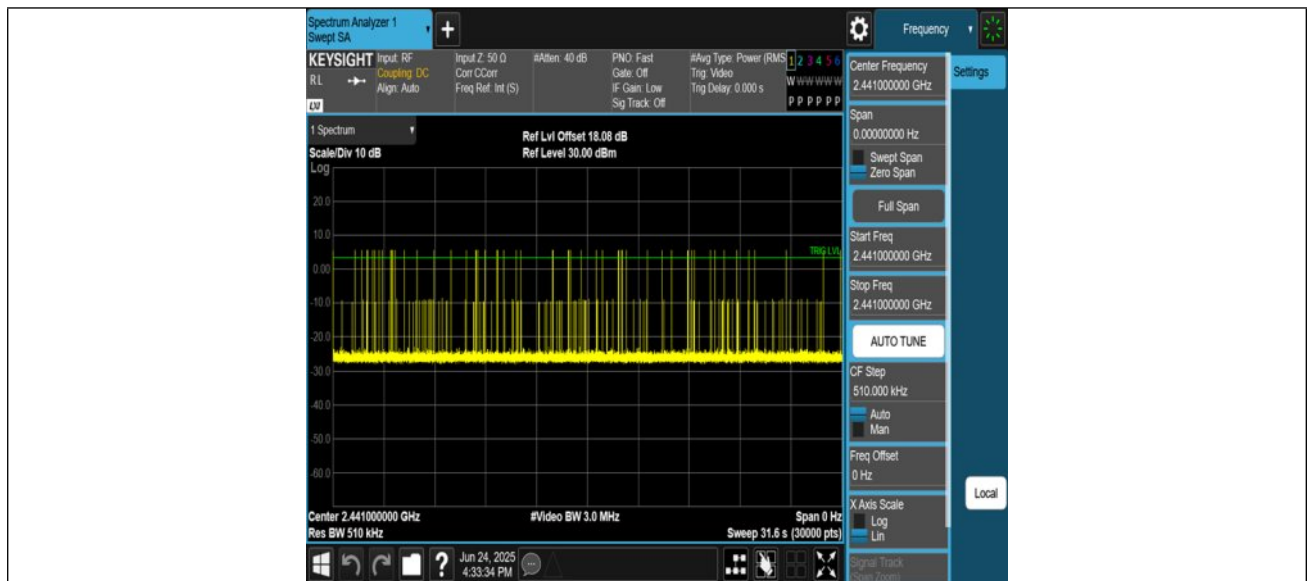 Spectrum Analyzer 1
Swept SA
+
Frequency
KEYSIGHT
RL
LXI
Input: RF
Coupling: DC
Align: Auto
Input Z: 50 Ω
Corr CCorr
Freq Ref: Int (S)
#Atten: 40 dB
PNO: Fast
Gate: Off
IF Gain: Low
Sig Track: Off
#Avg Type: Power (RMS
Trig: Video
Trig Delay: 0.000 s
1 2 3 4 5 6
W W W W W W
P P P P P P
Center Frequency
2.441000000 GHz
Settings
Span
0.00000000 Hz
Swept Span
Zero Span
Full Span
Start Freq
2.441000000 GHz
Stop Freq
2.441000000 GHz
AUTO TUNE
CF Step
510.000 kHz
Auto
Man
Freq Offset
0 Hz
X Axis Scale
Log
Lin
Signal Track
(Span Zoom)
Local
1 Spectrum
Scale/Div 10 dB
Log
Ref Lvl Offset 18.08 dB
Ref Level 30.00 dBm
20.0
10.0
TRIG LVL
0.00
-10.0
-20.0
-30.0
-40.0
-50.0
-60.0
Center 2.441000000 GHz
#Video BW 3.0 MHz
Span 0 Hz
Res BW 510 kHz
Sweep 31.6 s (30000 pts)
?
Jun 24, 2025
4:33:34 PM